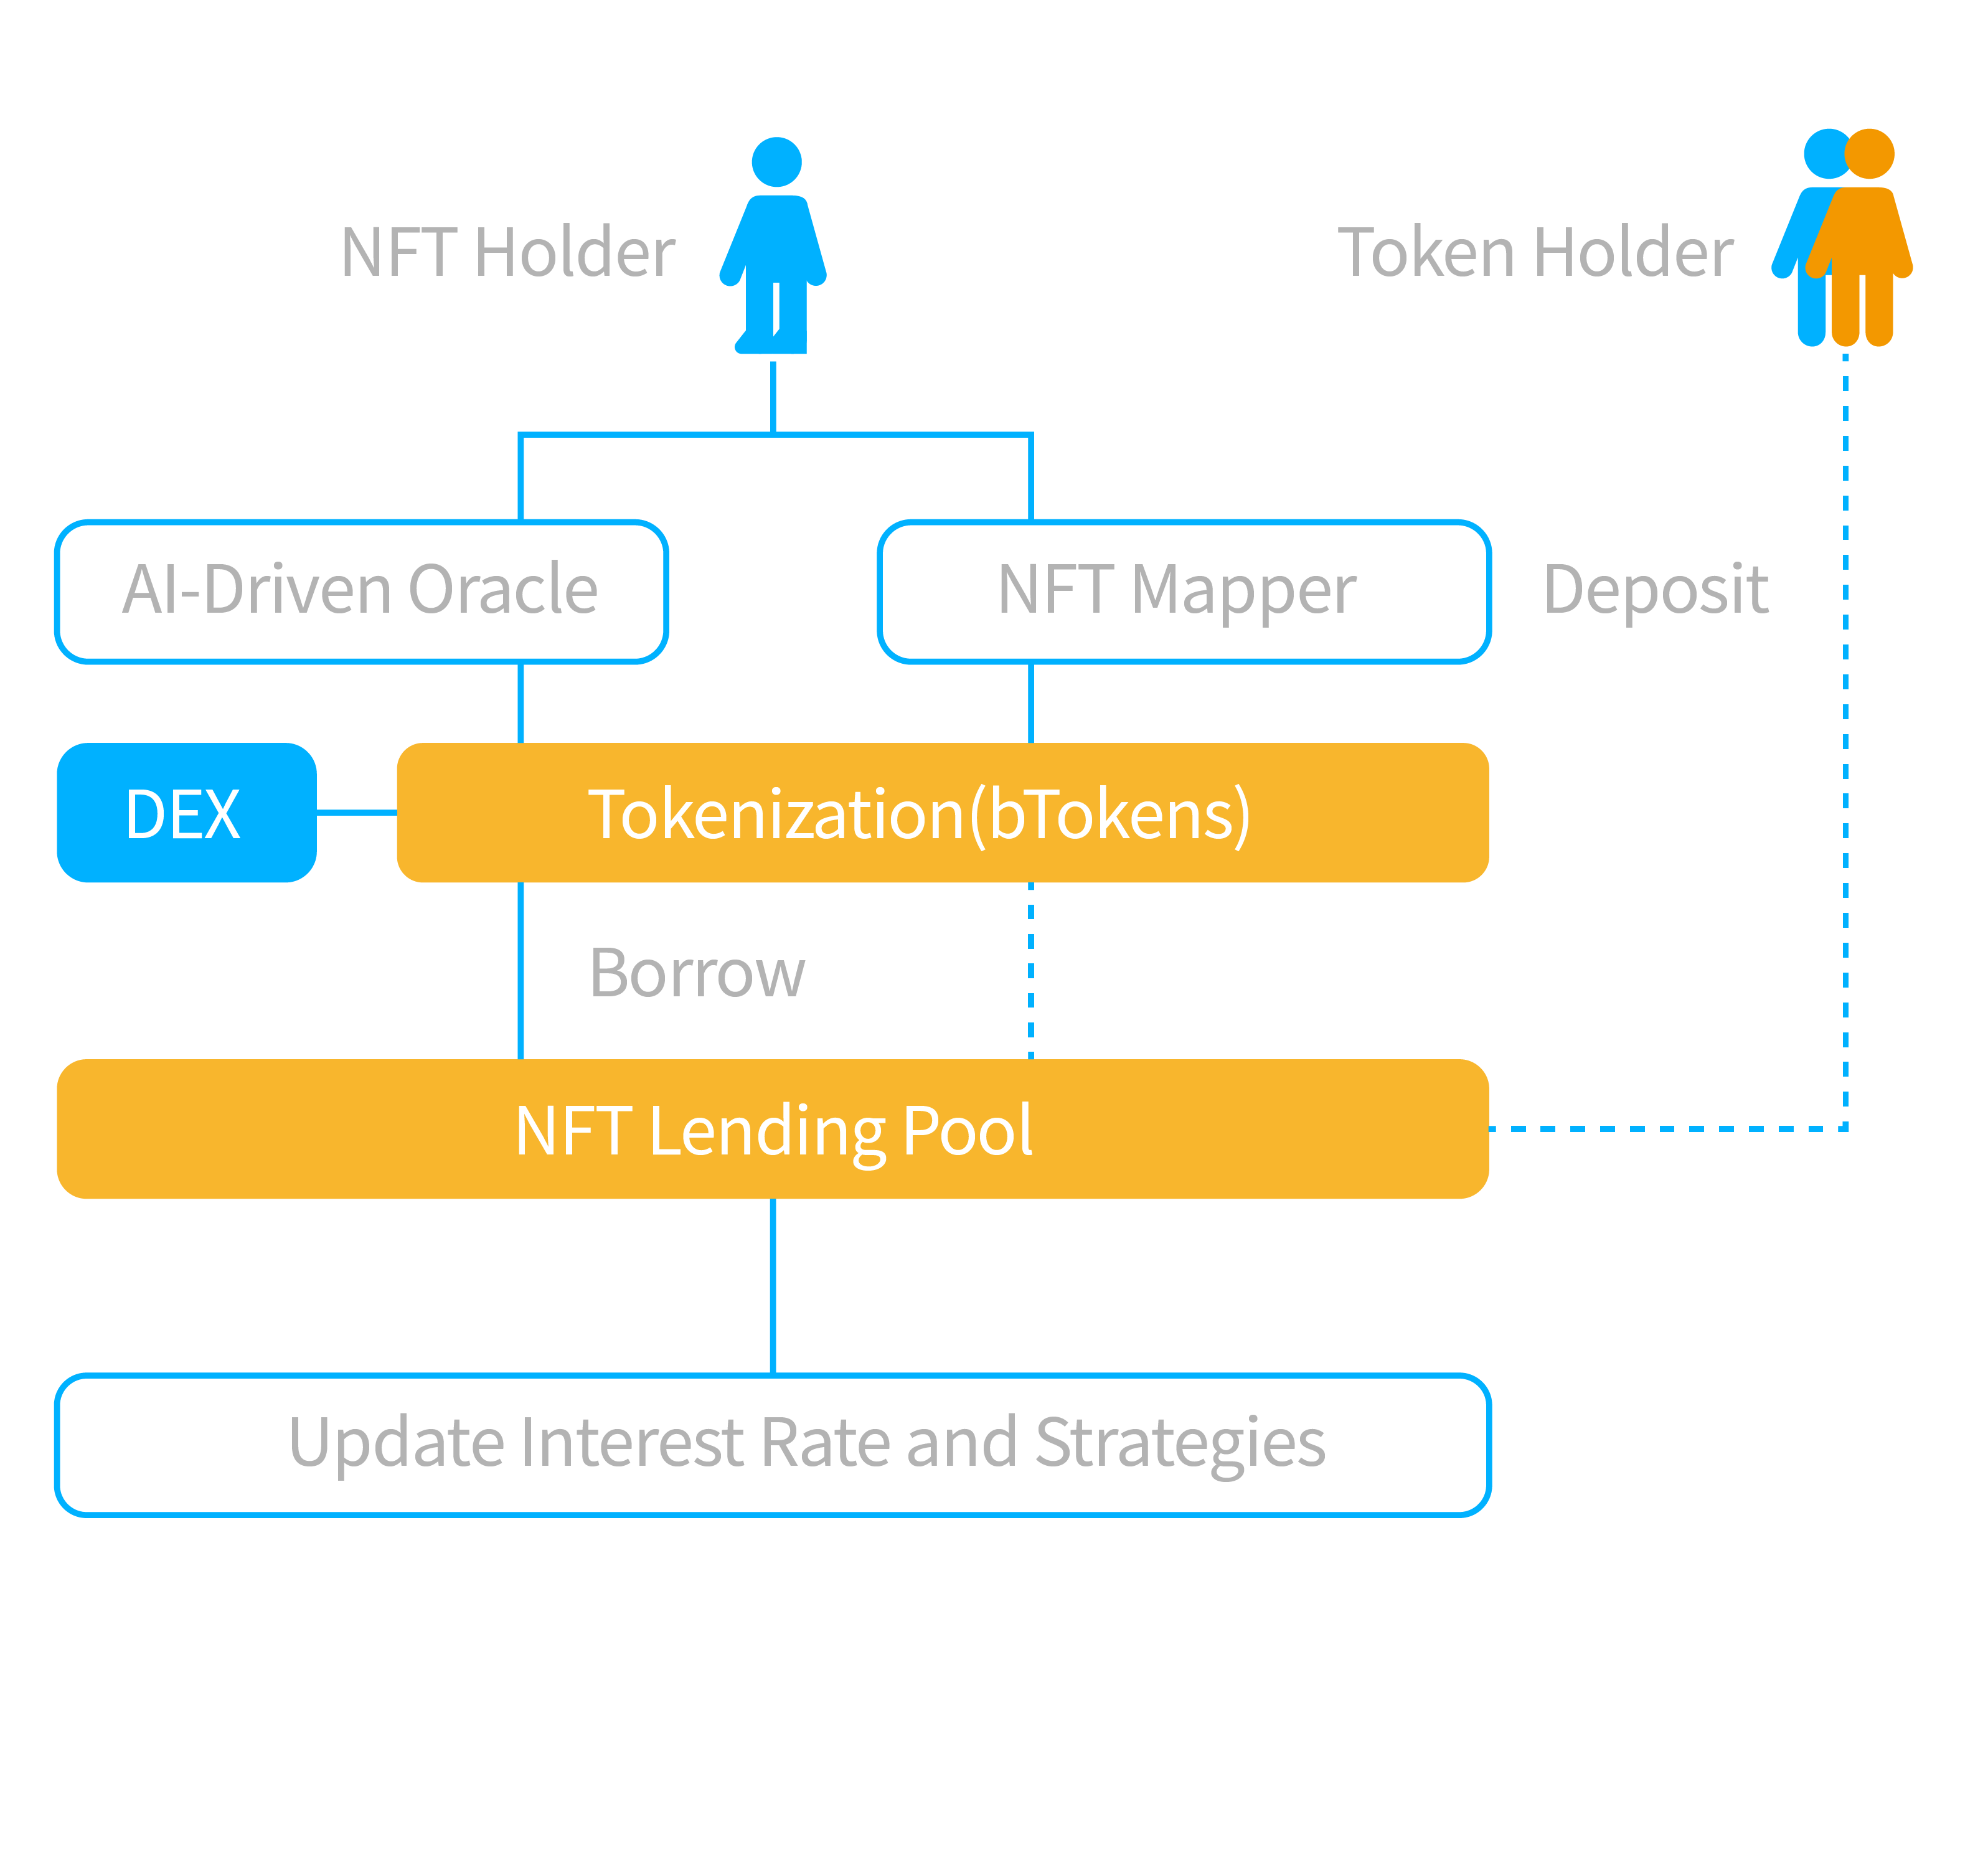 NFT Holder
Token Holder
AI-Driven Oracle
NFT Mapper
Deposit
DEX
Tokenization(bTokens)
Borrow
NFT Lending Pool
Update Interest Rate and Strategies